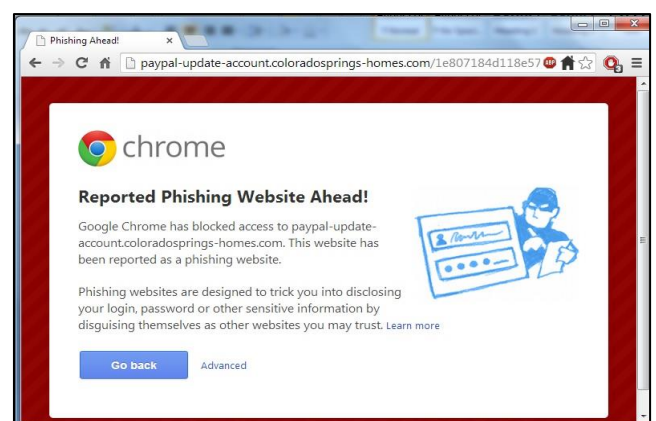 Phishing Ahead!
paypal-update-account.coloradosprings-homes.com/1e807184d118e57
ABP
3
chrome
Reported Phishing Website Ahead!
Google Chrome has blocked access to paypal-update-
account.coloradosprings-homes.com. This website has
been reported as a phishing website.
Phishing websites are designed to trick you into disclosing
your login, password or other sensitive information by
disguising themselves as other websites you may trust. Learn more
Go back
Advanced